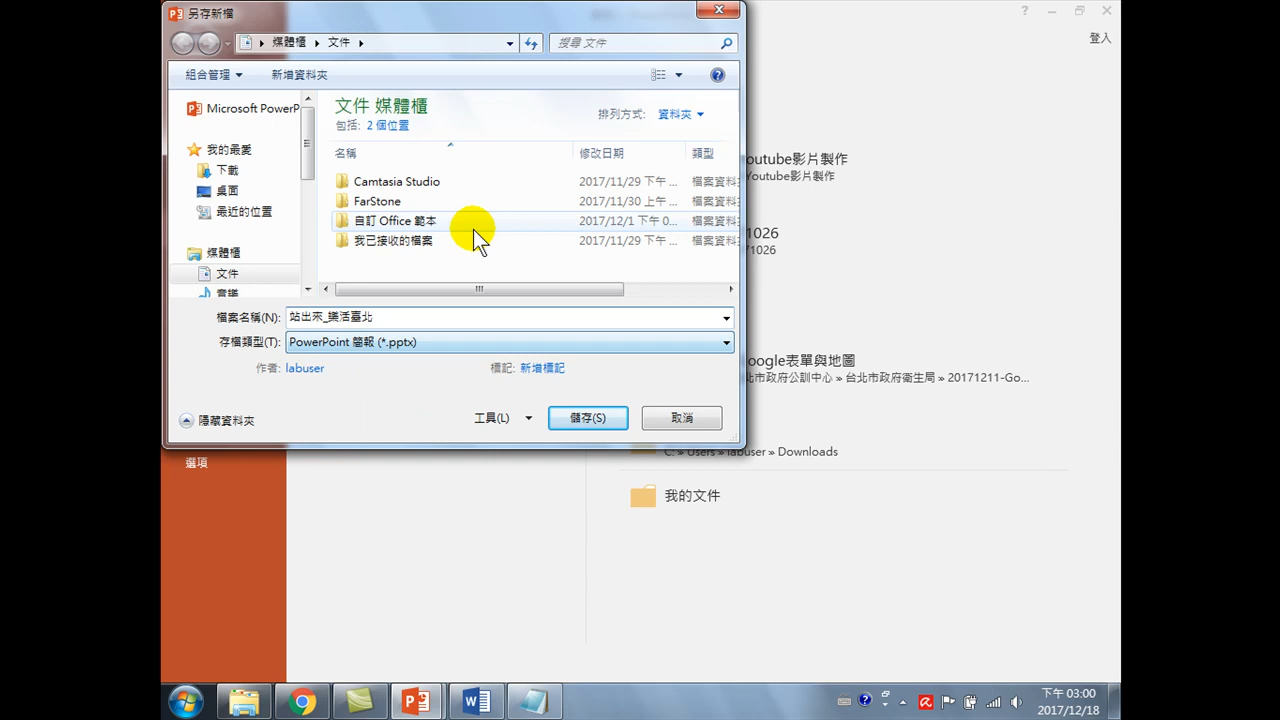 另存新檔
媒體櫃 文件
搜尋 文件
登入
組合管理 新增資料夾
Microsoft PowerP
文件 媒體櫃
包括: 2 個位置
排列方式: 資料夾
我的最愛
下載
桌面
最近的位置
媒體櫃
文件
音樂
名稱 修改日期 類型
Camtasia Studio 2017/11/29 下午 ... 檔案資料
FarStone 2017/11/30 上午 ... 檔案資料
自訂 Office 範本 2017/12/1 下午 0... 檔案資料
我已接收的檔案 2017/11/29 下午 ... 檔案資料
檔案名稱(N): 站出來_樂活臺北
存檔類型(T): PowerPoint 簡報 (*.pptx)
作者: labuser 標記: 新增標記
隱藏資料夾 工具(L) 儲存(S) 取消
選項
outube影片製作
Youtube影片製作
1026
1026
oogle表單與地圖
北市政府公訓中心 » 台北市政府衛生局 » 20171211-Go...
C: » Users » labuser » Downloads
我的文件
下午 03:00
2017/12/18